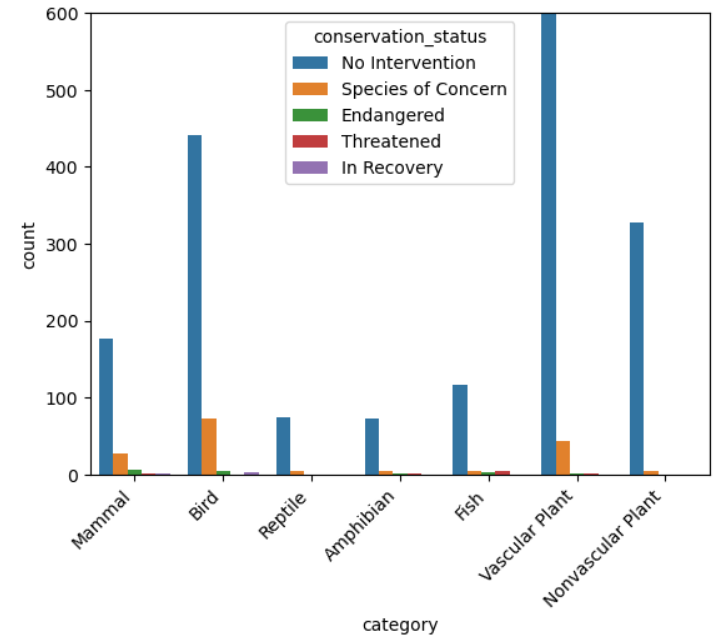 600
500
400
300
200
100
0
count
conservation_status
No Intervention
Species of Concern
Endangered
Threatened
In Recovery
Mammal
Bird
Reptile
Amphibian
Fish
Vascular Plant
Nonvascular Plant
category